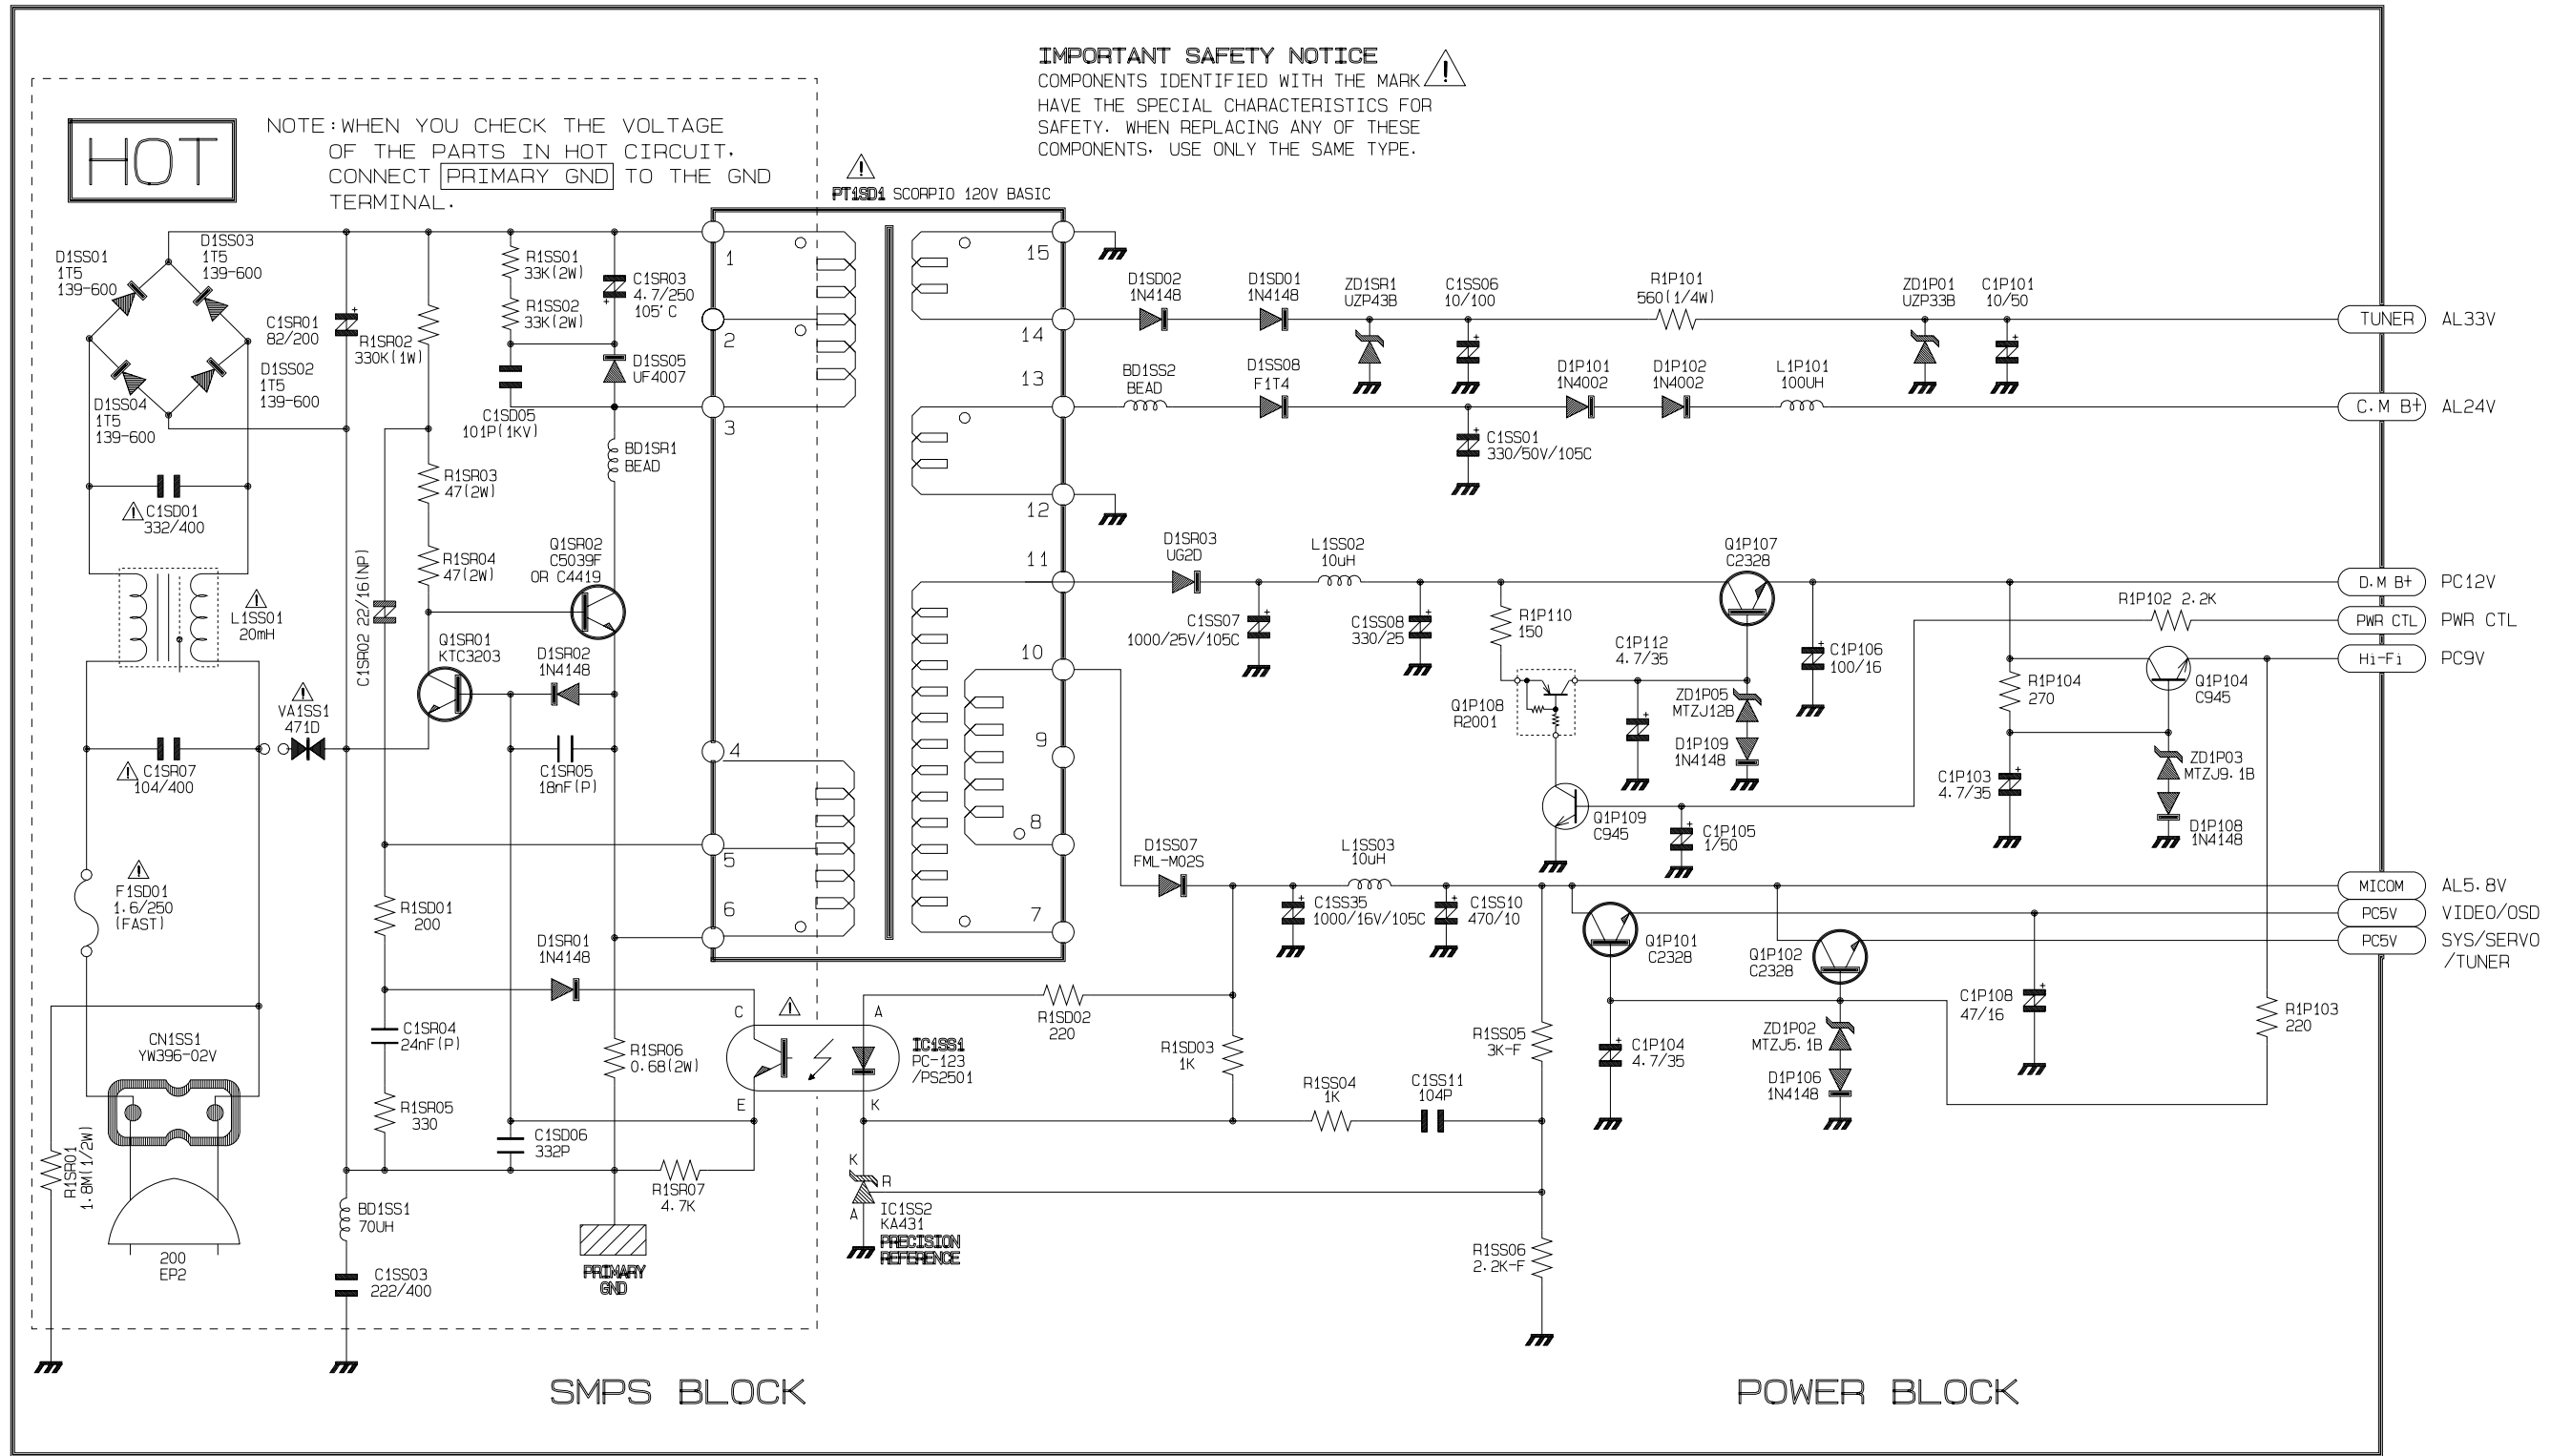 IMPORTANT SAFETY NOTICE
COMPONENTS IDENTIFIED WITH THE MARK
HAVE THE SPECIAL CHARACTERISTICS FOR
SAFETY. WHEN REPLACING ANY OF THESE
COMPONENTS, USE ONLY THE SAME TYPE.
HOT
NOTE:WHEN YOU CHECK THE VOLTAGE
OF THE PARTS IN HOT CIRCUIT,
CONNECT PRIMARY GND TO THE GND
TERMINAL.
PT1SD1 SCORPIO 120V BASIC
D1SS01
1T5
139-600
D1SS03
1T5
139-600
D1SS02
1T5
139-600
D1SS04
1T5
139-600
C1SR01
82/200
R1SR02
330K(1W)
R1SS01
33K(2W)
R1SS02
33K(2W)
C1SR03
4.7/250
105°C
D1SS05
UF4007
C1SD05
101P(1KV)
BD1SR1
BEAD
R1SR03
47(2W)
R1SR04
47(2W)
Q1SR02
C5039F
OR C4419
C1SD01
332/400
L1SS01
20mH
C1SR02 22/16(NP)
Q1SR01
KTC3203
D1SR02
1N4148
VA1SS1
471D
C1SR07
104/400
C1SR05
18nF(P)
F1SD01
1.6/250
(FAST)
R1SD01
200
D1SR01
1N4148
CN1SS1
YW396-02V
C1SR04
24nF(P)
R1SR05
330
R1SR06
0.68(2W)
C1SD06
332P
R1SR07
4.7K
R1SR01
1.8M(1/2W)
200
EP2
BD1SS1
70UH
C1SS03
222/400
PRIMARY
GND
1
2
3
4
5
6
15
14
13
12
11
10
9
8
7
C
E
A
K
IC1SS1
PC-123
/PS2501
K
R
A
IC1SS2
KA431
PRECISION
REFERENCE
D1SD02
1N4148
D1SD01
1N4148
ZD1SR1
UZP43B
C1SS06
10/100
R1P101
560(1/4W)
ZD1P01
UZP33B
C1P101
10/50
TUNER AL33V
BD1SS2
BEAD
D1SS08
F1T4
D1P101
1N4002
D1P102
1N4002
L1P101
100UH
C.M B+ AL24V
C1SS01
330/50V/105C
D1SR03
UG2D
L1SS02
10uH
Q1P107
C2328
D.M B+ PC12V
R1P102 2.2K
PWR CTL PWR CTL
Hi-Fi PC9V
C1SS07
1000/25V/105C
C1SS08
330/25
R1P110
150
C1P112
4.7/35
C1P106
100/16
Q1P108
R2001
ZD1P05
MTZJ12B
D1P109
1N4148
R1P104
270
Q1P104
C945
C1P103
4.7/35
ZD1P03
MTZJ9.1B
D1P108
1N4148
Q1P109
C945
C1P105
1/50
D1SS07
FML-M02S
L1SS03
10uH
MICOM AL5.8V
PC5V VIDEO/OSD
PC5V SYS/SERVO
/TUNER
C1SS35
1000/16V/105C
C1SS10
470/10
Q1P101
C2328
Q1P102
C2328
R1SD02
220
R1SD03
1K
R1SS05
3K-F
C1P104
4.7/35
ZD1P02
MTZJ5.1B
D1P106
1N4148
C1P108
47/16
R1P103
220
R1SS04
1K
C1SS11
104P
R1SS06
2.2K-F
SMPS BLOCK
POWER BLOCK